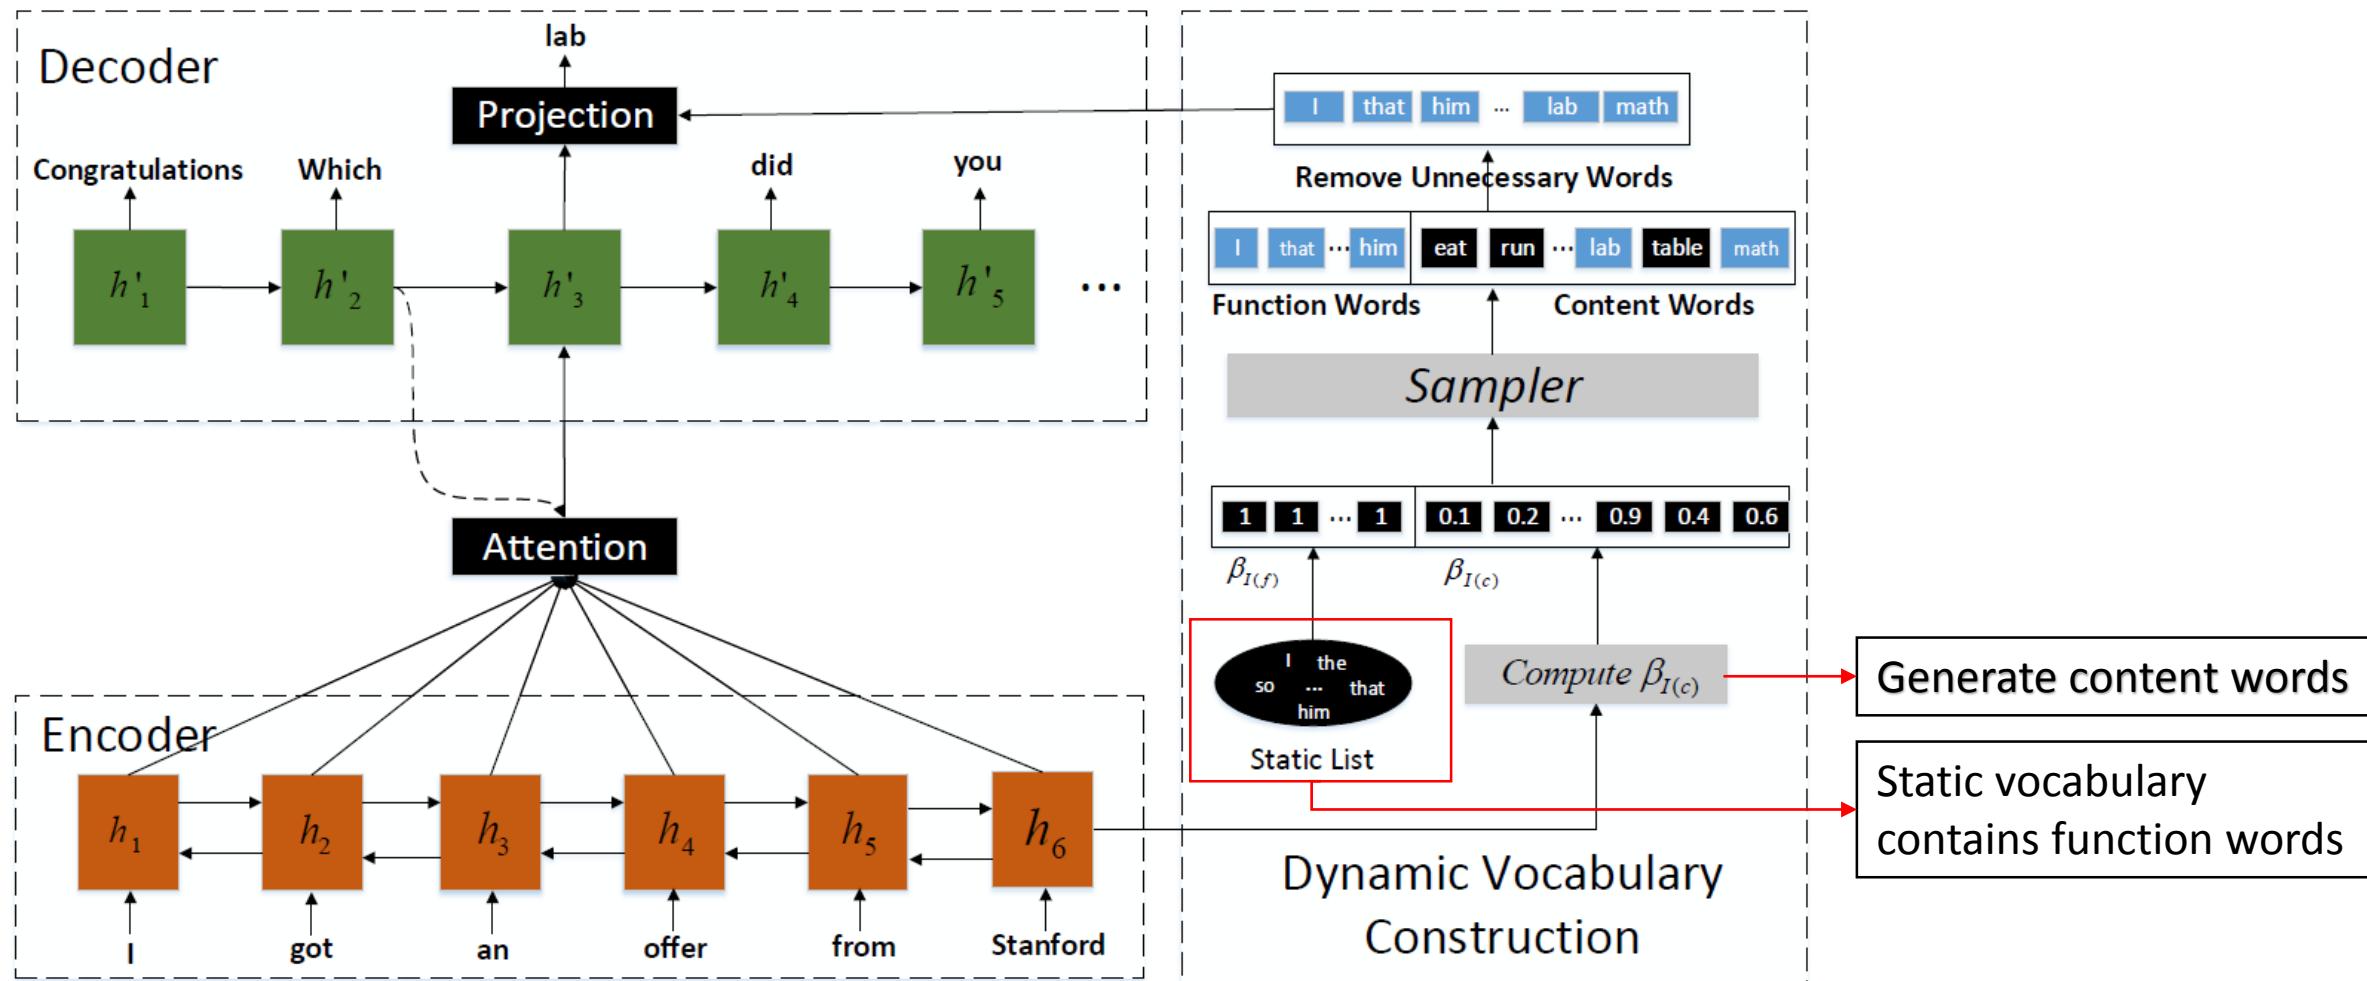 Decoder
lab
Projection
Congratulations Which did you
h'1 h'2 h'3 h'4 h'5 ...
Attention
Encoder
h1 h2 h3 h4 h5 h6
I got an offer from Stanford
I that him ... lab math
Remove Unnecessary Words
I that ... him eat run ... lab table math
Function Words Content Words
Sampler
1 1 ... 1 0.1 0.2 ... 0.9 0.4 0.6
βI(f) βI(c)
I the
so ... that
him
Static List
Compute βI(c)
Dynamic Vocabulary
Construction
Generate content words
Static vocabulary
contains function words